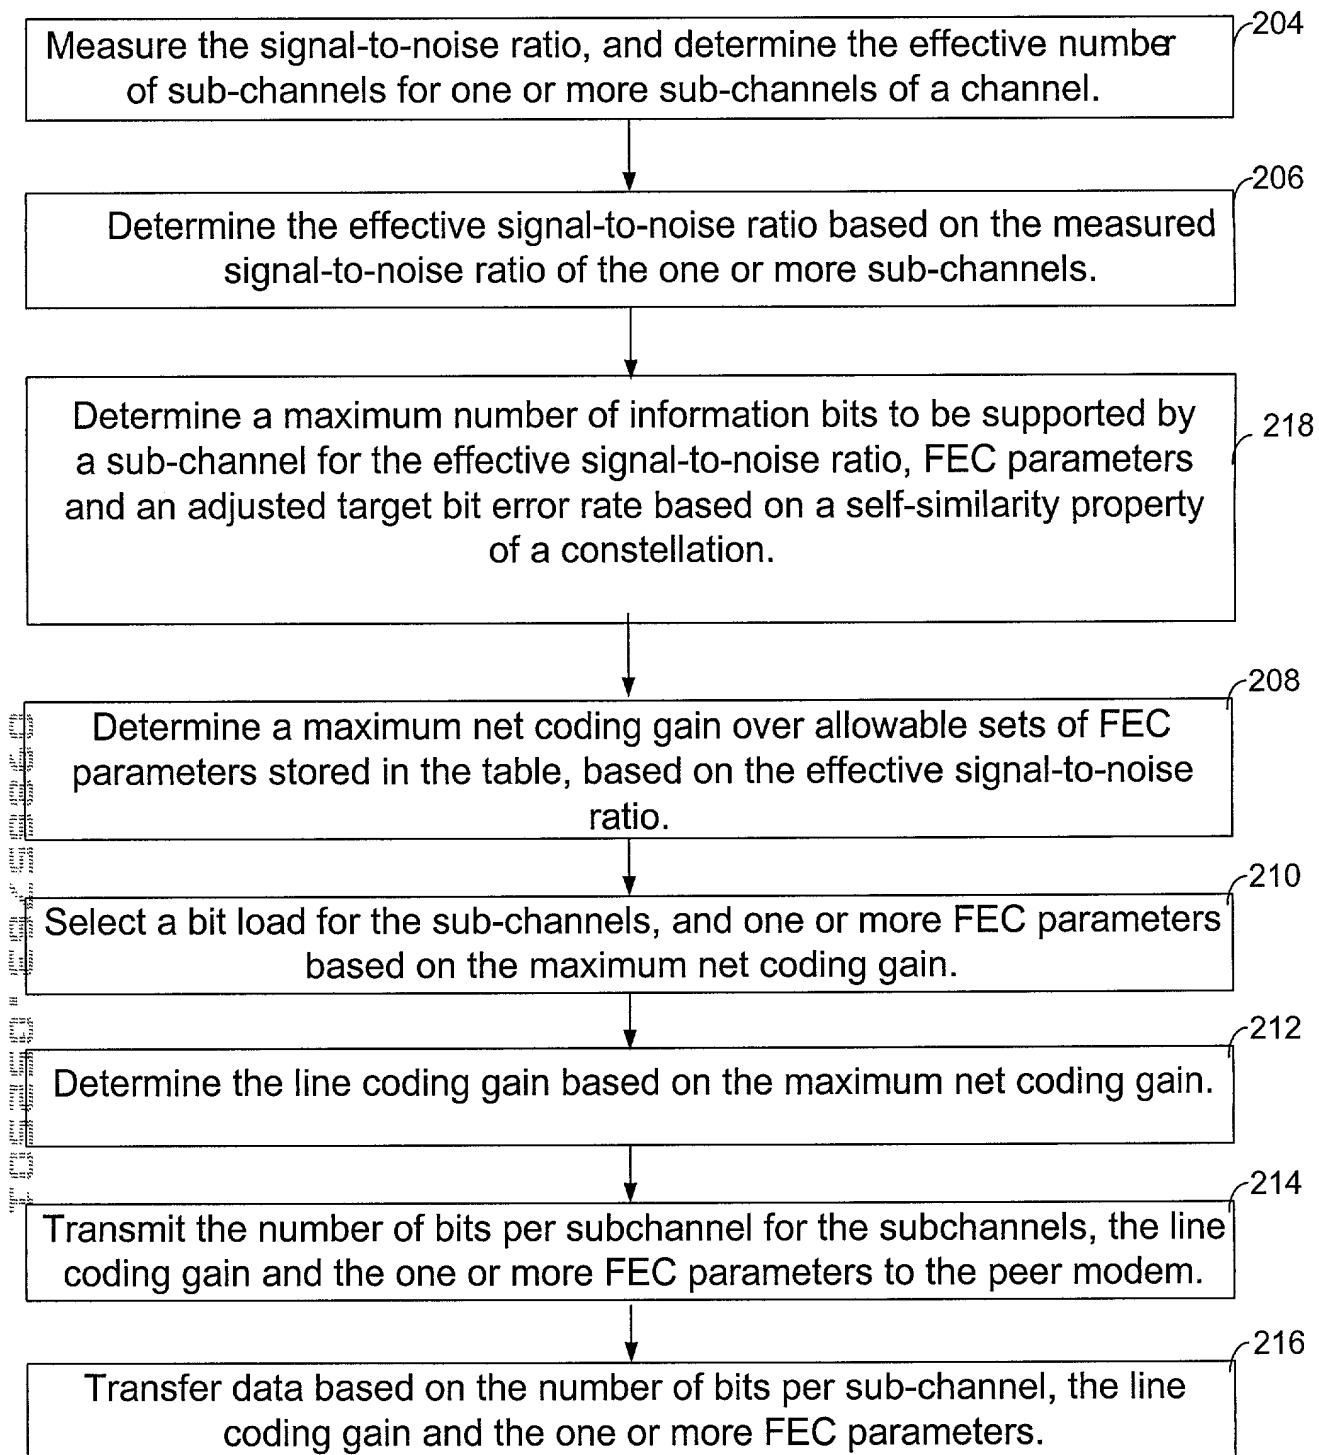 204
Measure the signal-to-noise ratio, and determine the effective number
of sub-channels for one or more sub-channels of a channel.
206
Determine the effective signal-to-noise ratio based on the measured
signal-to-noise ratio of the one or more sub-channels.
218
Determine a maximum number of information bits to be supported by
a sub-channel for the effective signal-to-noise ratio, FEC parameters
and an adjusted target bit error rate based on a self-similarity property
of a constellation.
208
Determine a maximum net coding gain over allowable sets of FEC
parameters stored in the table, based on the effective signal-to-noise
ratio.
210
Select a bit load for the sub-channels, and one or more FEC parameters
based on the maximum net coding gain.
212
Determine the line coding gain based on the maximum net coding gain.
214
Transmit the number of bits per subchannel for the subchannels, the line
coding gain and the one or more FEC parameters to the peer modem.
216
Transfer data based on the number of bits per sub-channel, the line
coding gain and the one or more FEC parameters.